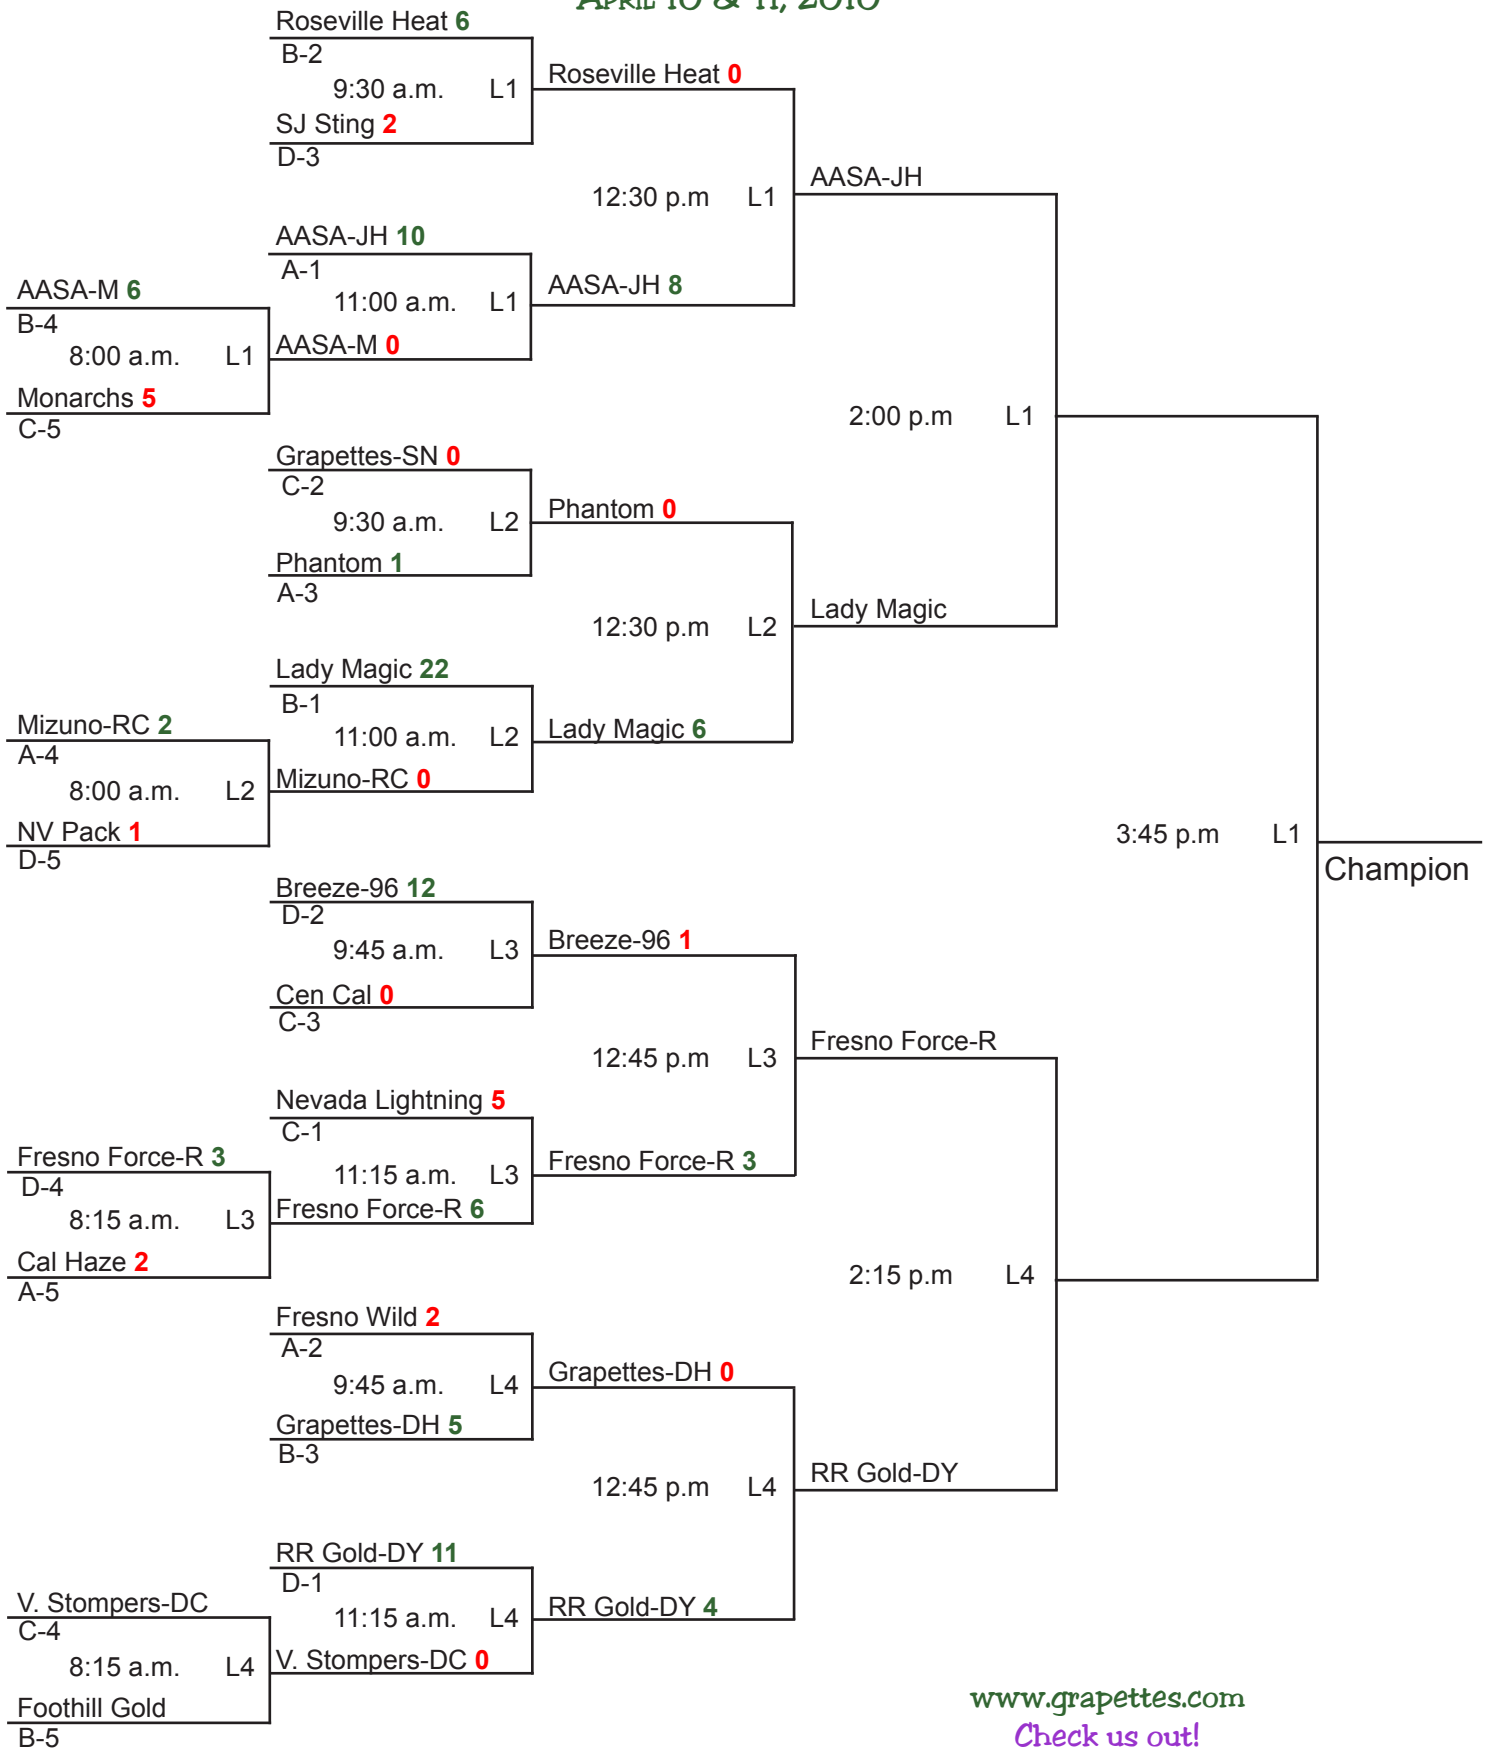 APRIL 10 & 11, 2010
Roseville Heat 6
B-2
9:30 a.m. L1
SJ Sting 2
D-3
Roseville Heat 0
12:30 p.m L1
AASA-JH
AASA-JH 10
A-1
11:00 a.m. L1
AASA-M 0
AASA-JH 8
AASA-M 6
B-4
8:00 a.m. L1
Monarchs 5
C-5
2:00 p.m L1
Grapettes-SN 0
C-2
9:30 a.m. L2
Phantom 1
A-3
Phantom 0
12:30 p.m L2
Lady Magic
Lady Magic 22
B-1
11:00 a.m. L2
Mizuno-RC 0
Lady Magic 6
Mizuno-RC 2
A-4
8:00 a.m. L2
NV Pack 1
D-5
3:45 p.m L1
Champion
Breeze-96 12
D-2
9:45 a.m. L3
Cen Cal 0
C-3
Breeze-96 1
12:45 p.m L3
Fresno Force-R
Nevada Lightning 5
C-1
11:15 a.m. L3
Fresno Force-R 6
Fresno Force-R 3
Fresno Force-R 3
D-4
8:15 a.m. L3
Cal Haze 2
A-5
2:15 p.m L4
Fresno Wild 2
A-2
9:45 a.m. L4
Grapettes-DH 5
B-3
Grapettes-DH 0
12:45 p.m L4
RR Gold-DY
RR Gold-DY 11
D-1
11:15 a.m. L4
V. Stompers-DC 0
RR Gold-DY 4
V. Stompers-DC
C-4
8:15 a.m. L4
Foothill Gold
B-5
www.grapettes.com
Check us out!